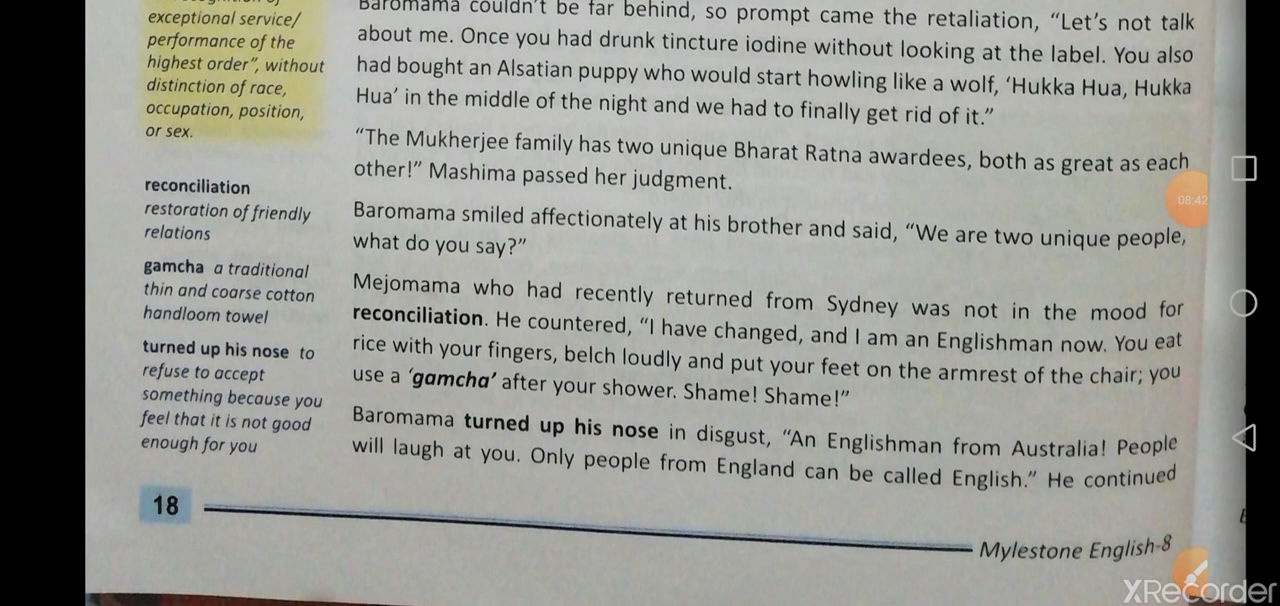 exceptional service/
performance of the
highest order", without
distinction of race,
occupation, position,
or sex.
reconciliation
restoration of friendly
relations
gamcha a traditional
thin and coarse cotton
handloom towel
turned up his nose to
refuse to accept
something because you
feel that it is not good
enough for you
Baromama couldn't be far behind, so prompt came the retaliation, "Let's not talk
about me. Once you had drunk tincture iodine without looking at the label. You also
had bought an Alsatian puppy who would start howling like a wolf, 'Hukka Hua, Hukka
Hua' in the middle of the night and we had to finally get rid of it."
"The Mukherjee family has two unique Bharat Ratna awardees, both as great as each
other!" Mashima passed her judgment.
Baromama smiled affectionately at his brother and said, "We are two unique people,
what do you say?"
Mejomama who had recently returned from Sydney was not in the mood for
reconciliation. He countered, "I have changed, and I am an Englishman now. You eat
rice with your fingers, belch loudly and put your feet on the armrest of the chair; you
use a 'gamcha' after your shower. Shame! Shame!"
Baromama turned up his nose in disgust, "An Englishman from Australia! People
will laugh at you. Only people from England can be called English." He continued
18
Mylestone English-8
08:42
XRecorder